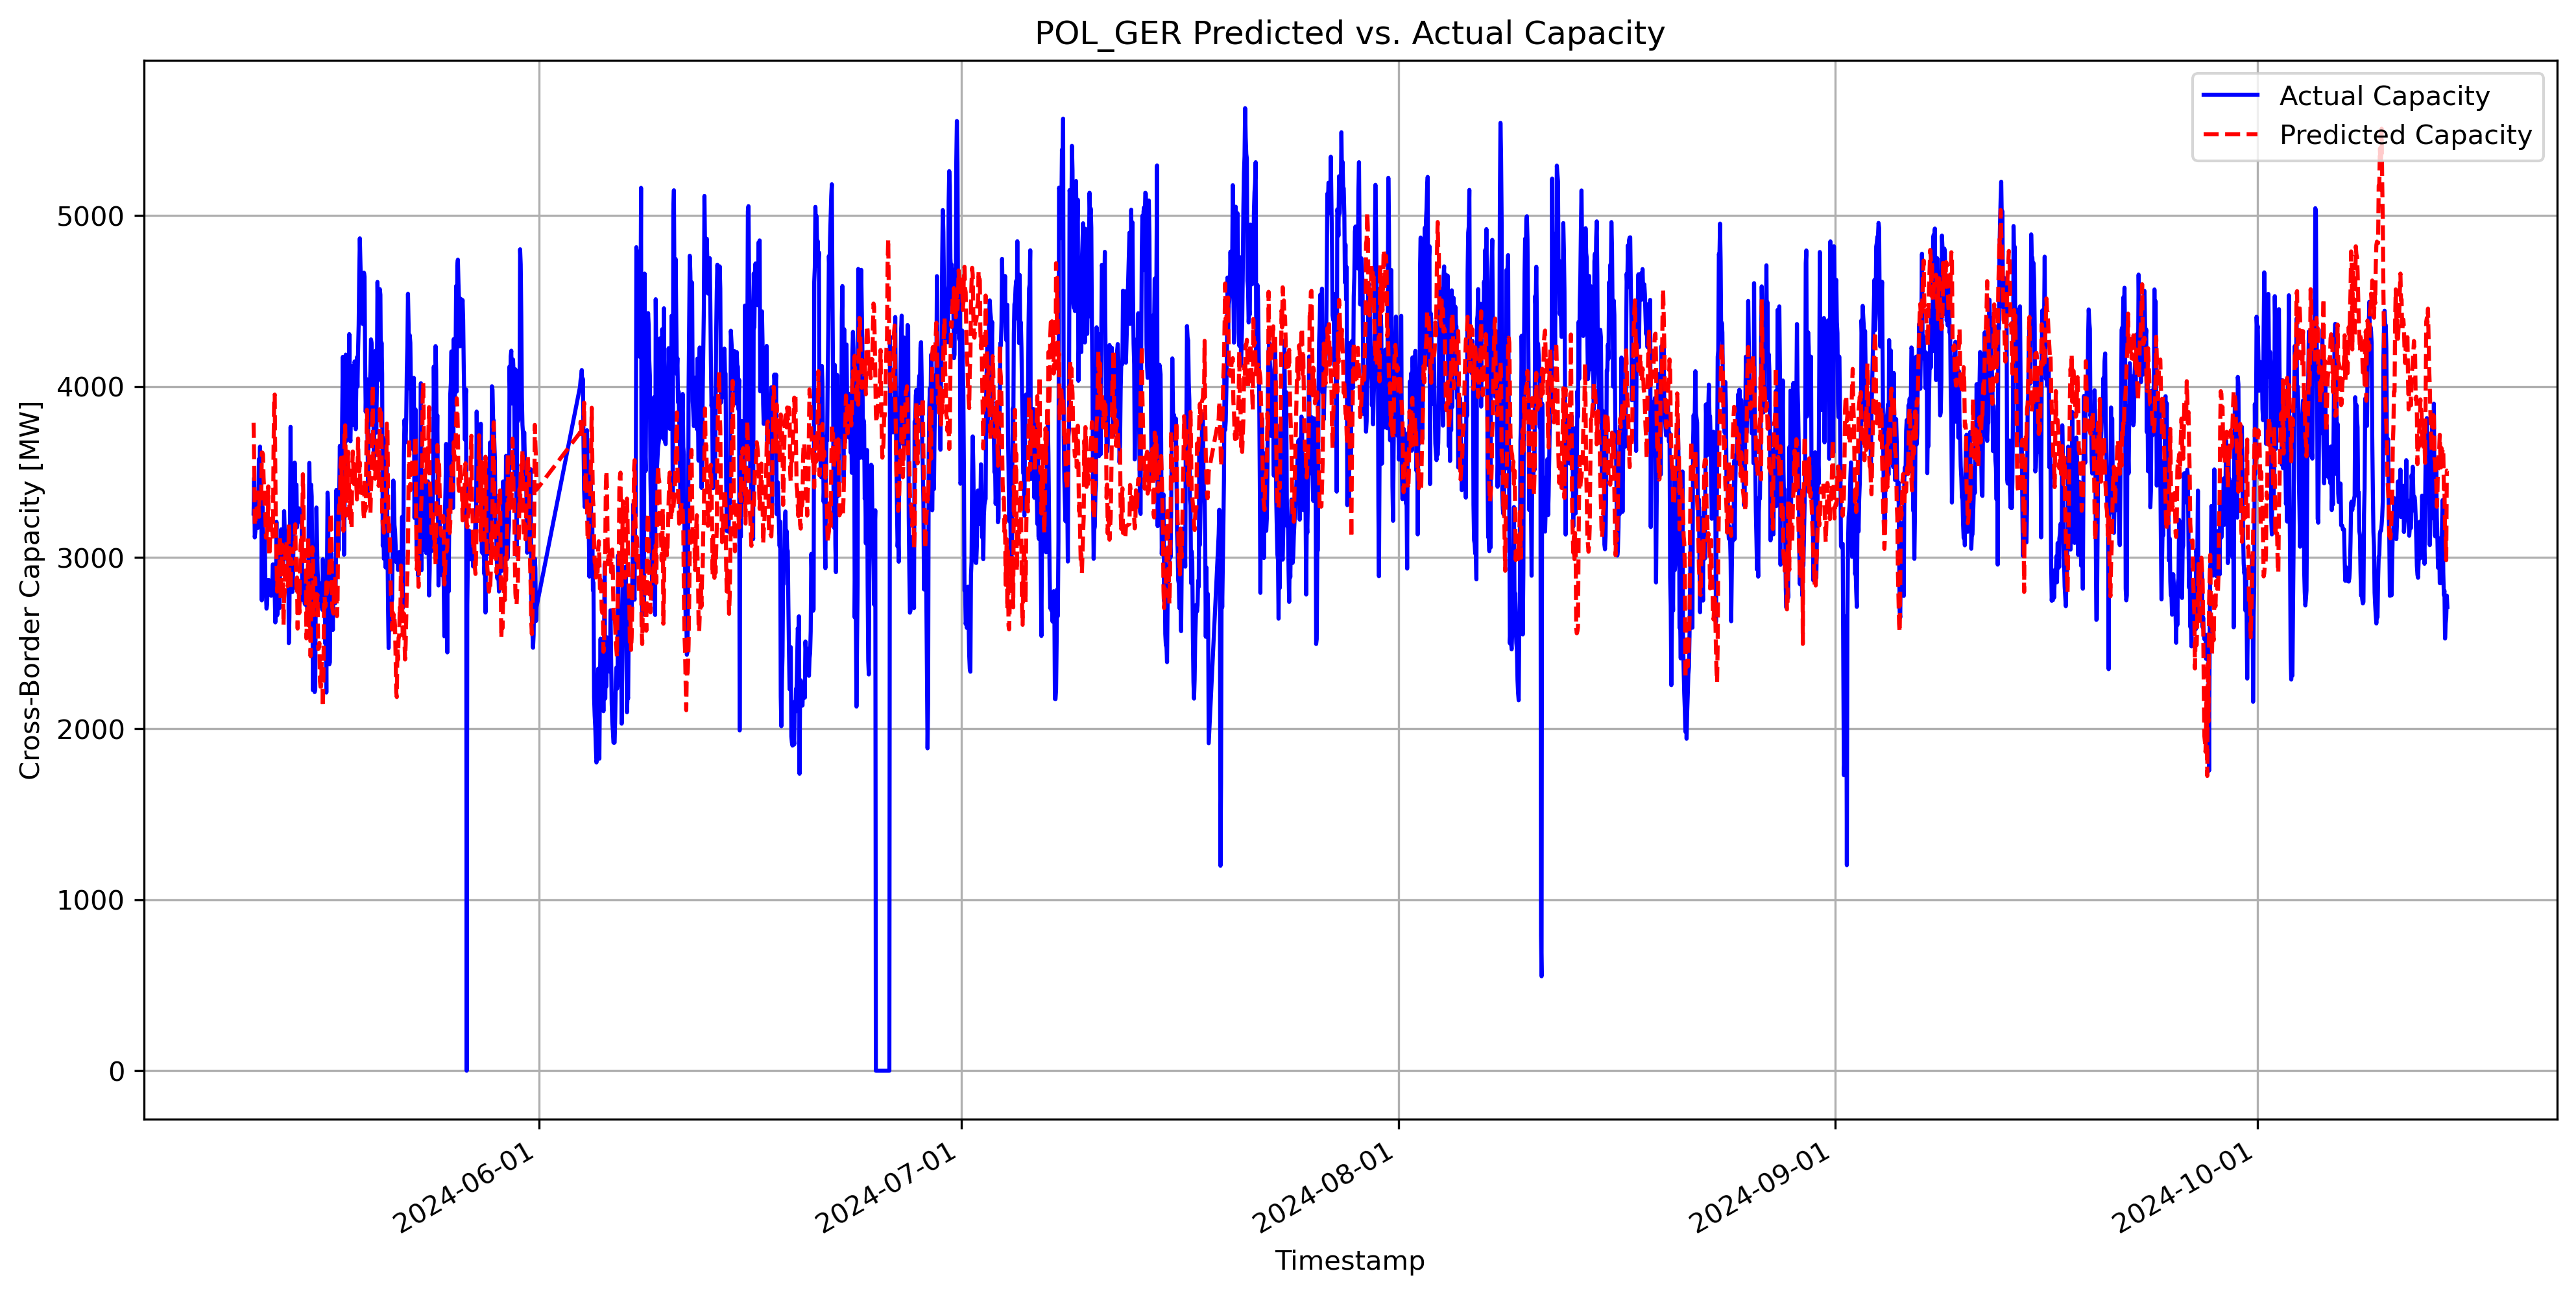 POL_GER Predicted vs. Actual Capacity
Actual Capacity
Predicted Capacity
Cross-Border Capacity [MW]
5000
4000
3000
2000
1000
0
2024-06-01
2024-07-01
2024-08-01
2024-09-01
2024-10-01
Timestamp